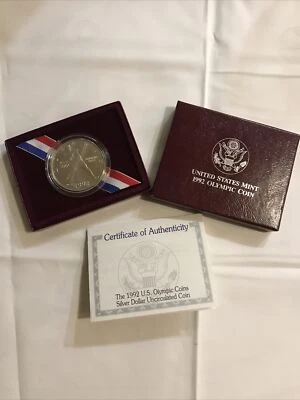 UNITED STATES MINT
1992 OLYMPIC COIN
Certificate of Authenticity
The 1992 U.S. Olympic Coins
Silver Dollar Uncirculated Coin